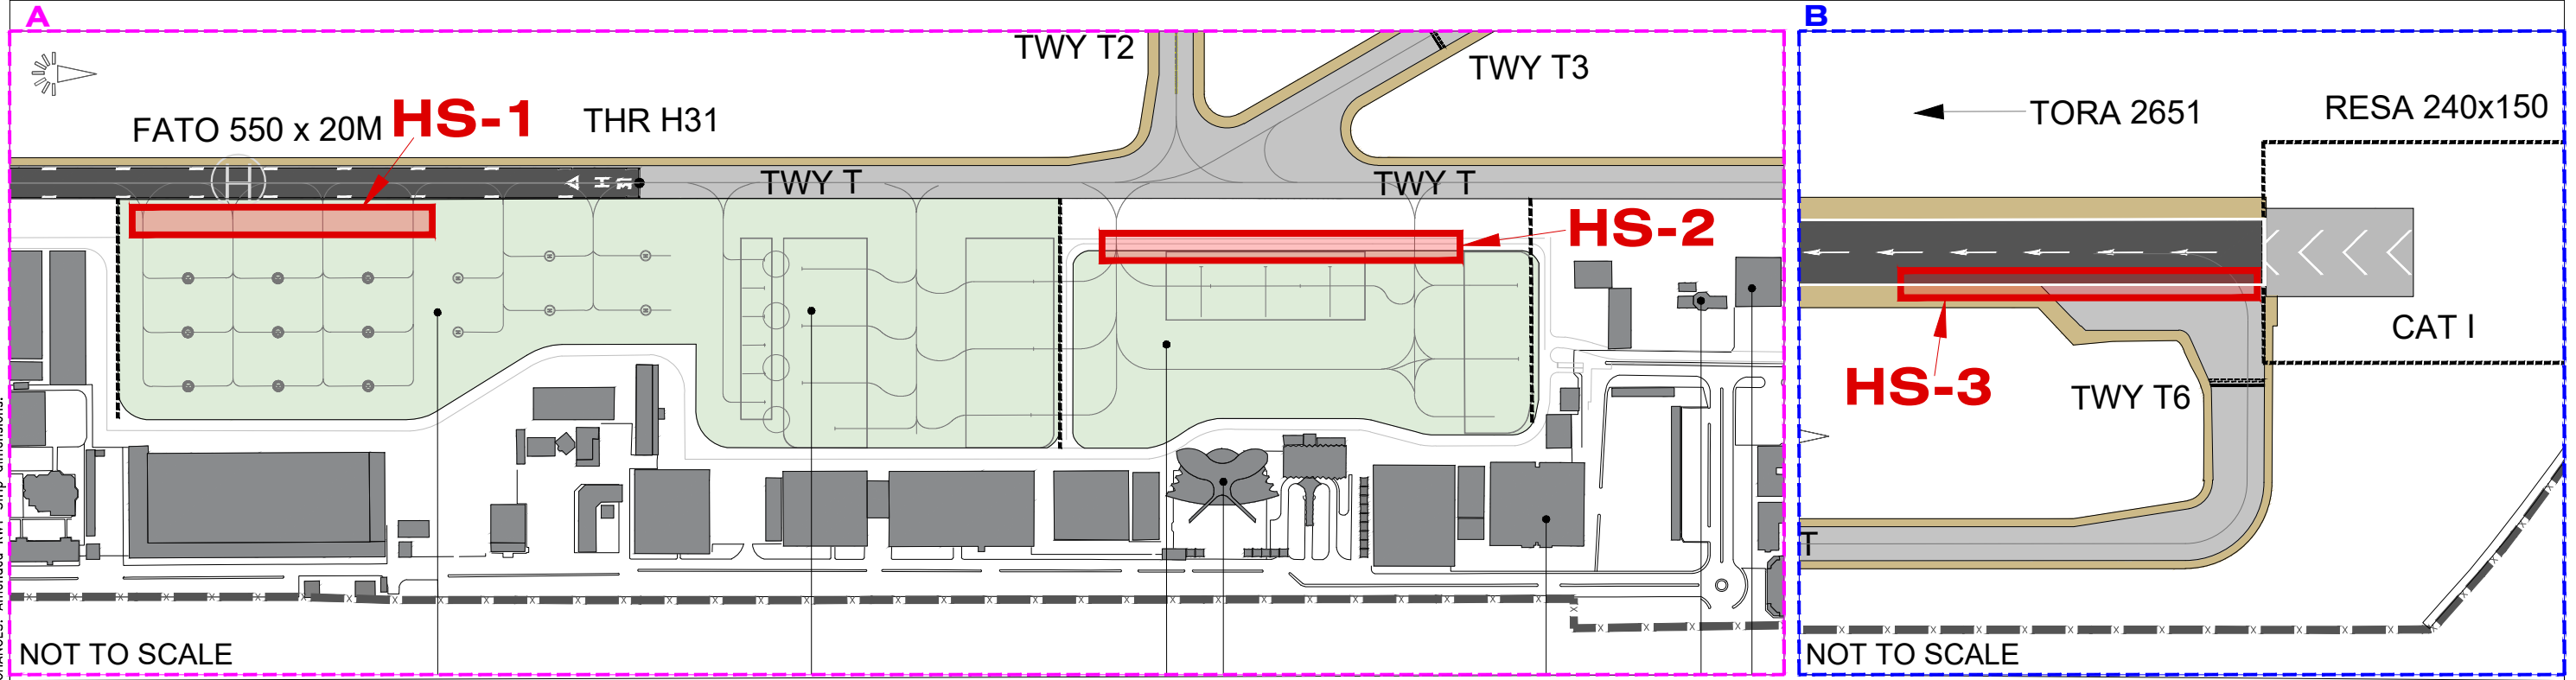 A
B
TWY T2
TWY T3
FATO 550 x 20M
HS-1
THR H31
TORA 2651
RESA 240x150
TWY T
TWY T
H
HS-2
CAT I
HS-3
TWY T6
T
NOT TO SCALE
NOT TO SCALE